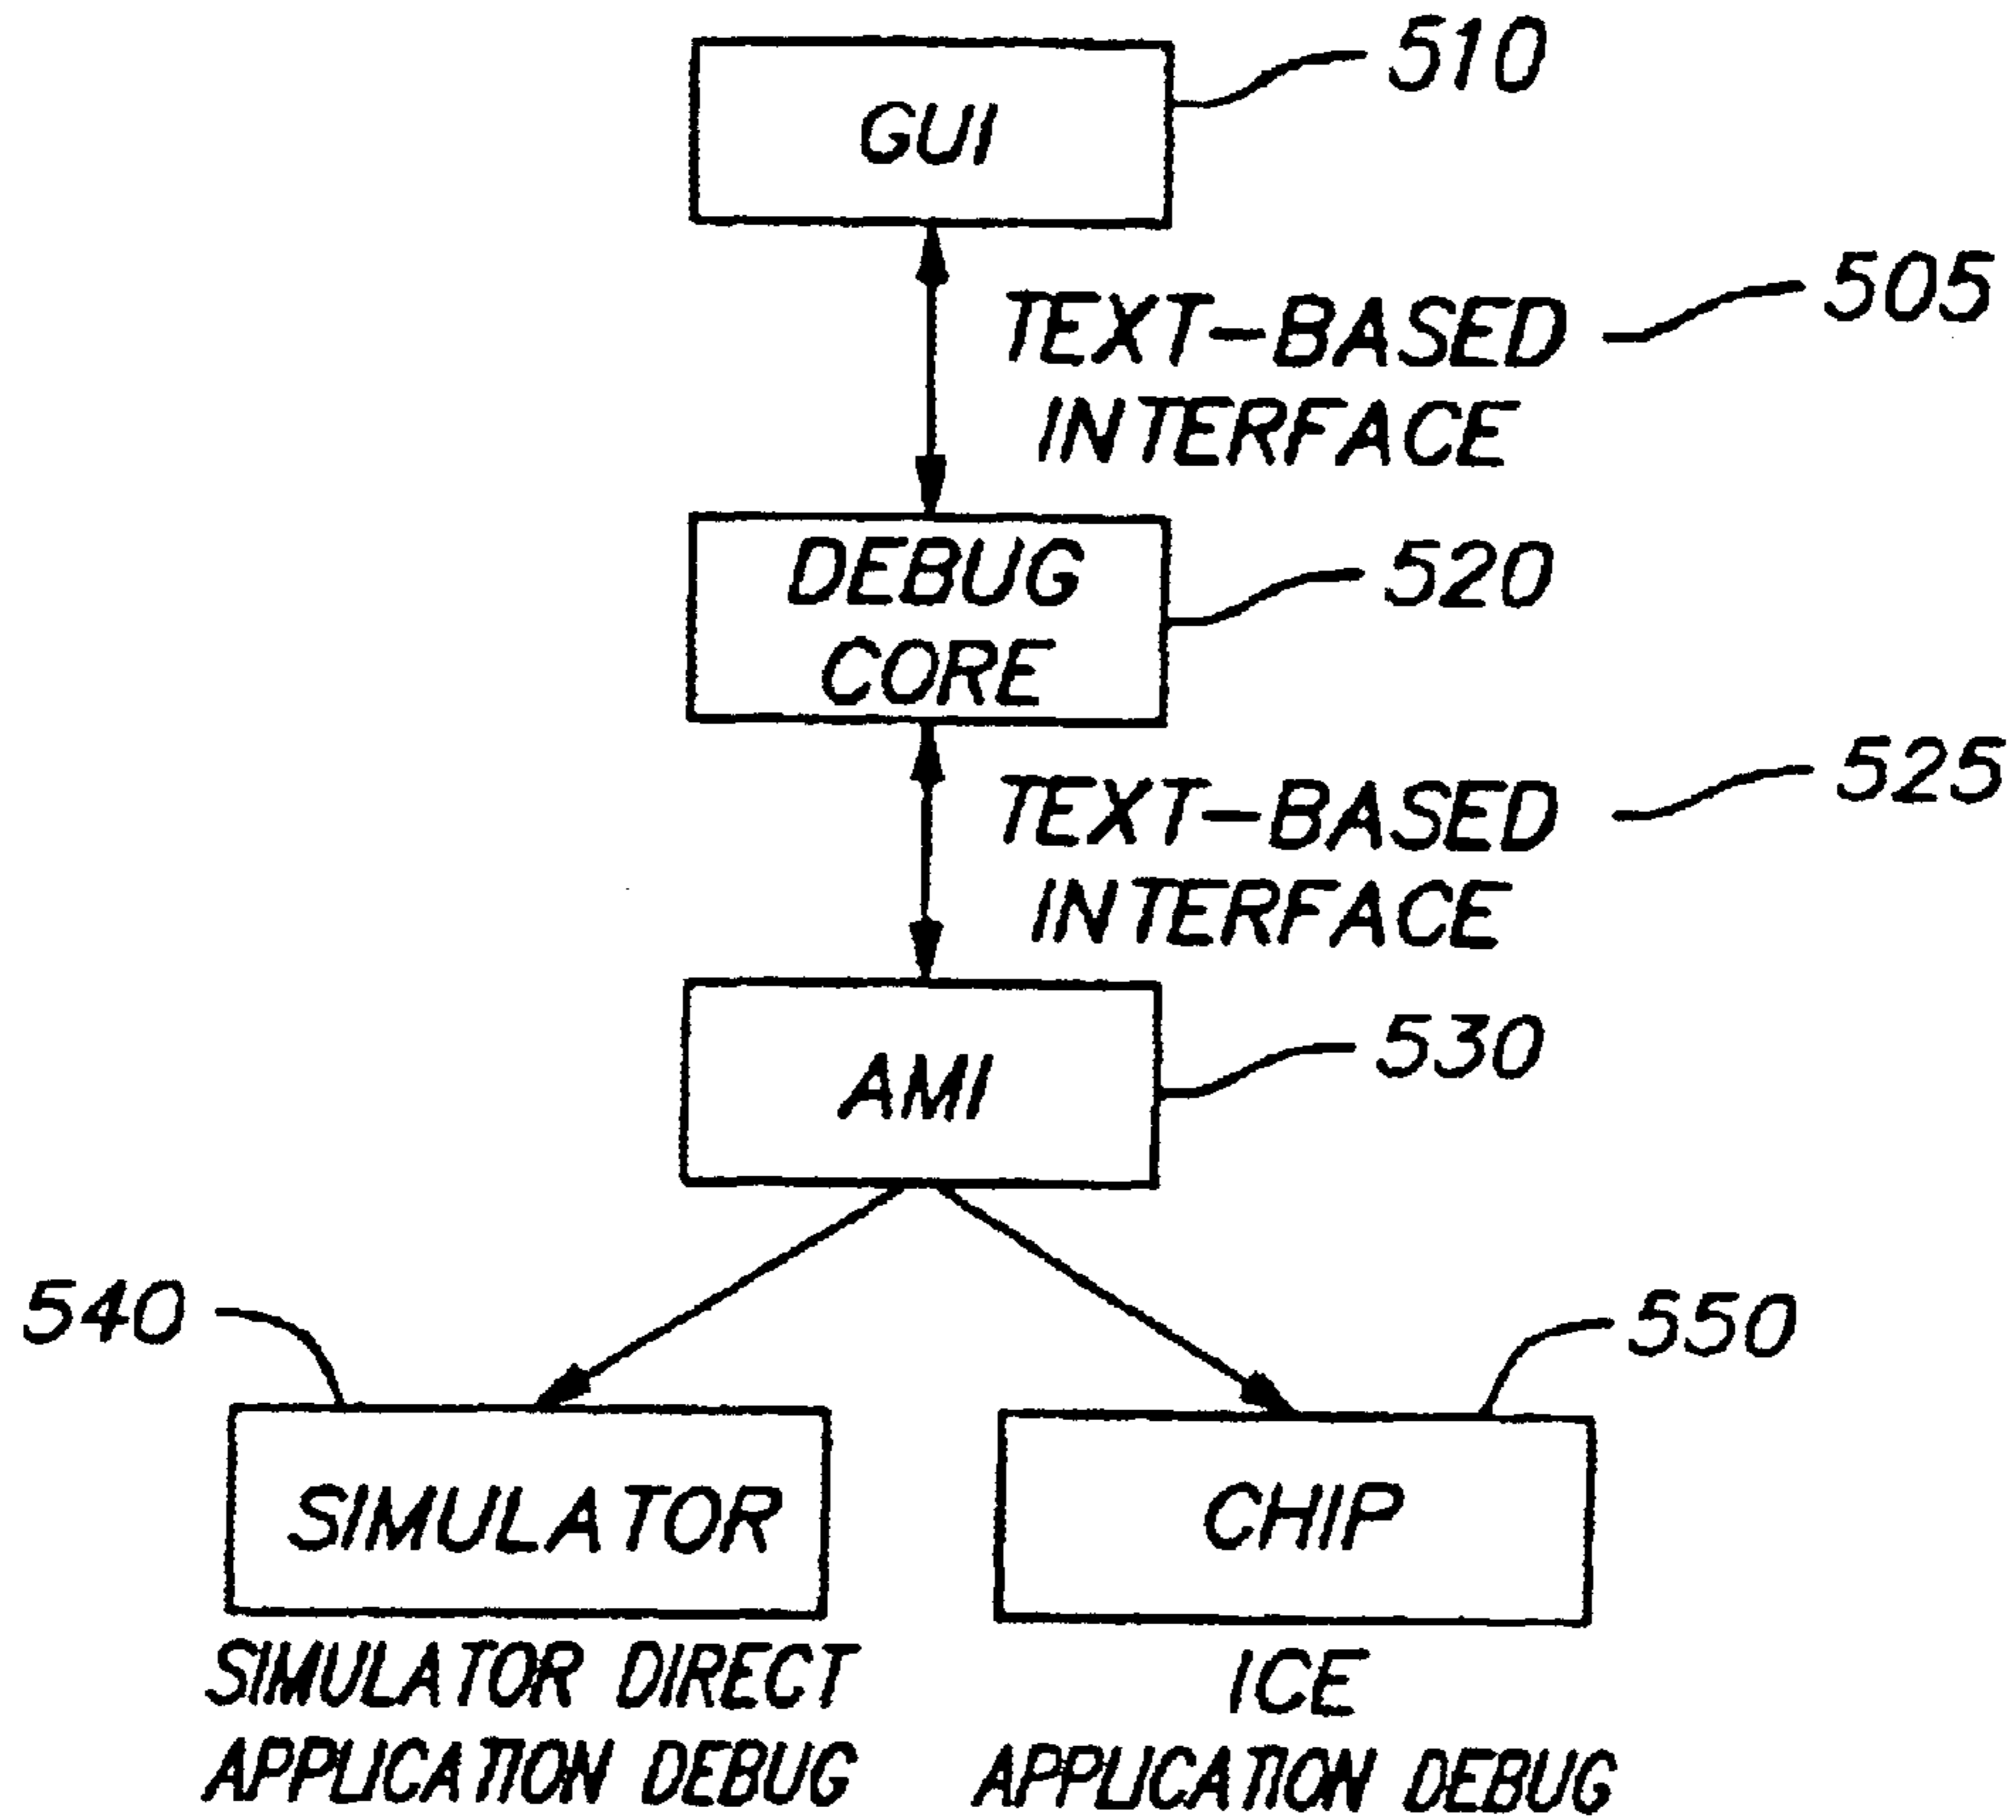 GUI
510
TEXT-BASED
INTERFACE
505
DEBUG
CORE
520
TEXT-BASED
INTERFACE
525
AMI
530
540
550
SIMULATOR
CHIP
SIMULATOR DIRECT
APPLICATION DEBUG
ICE
APPLICATION DEBUG